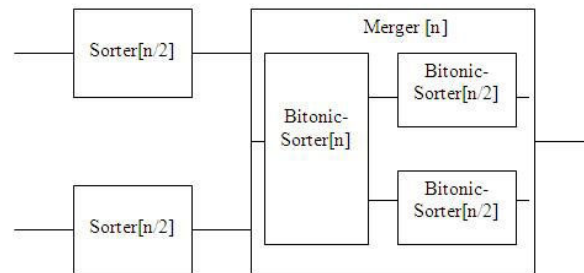 Merger [n]
Sorter[n/2]
Bitonic-
Sorter[n]
Bitonic-
Sorter[n/2]
Sorter[n/2]
Bitonic-
Sorter[n/2]